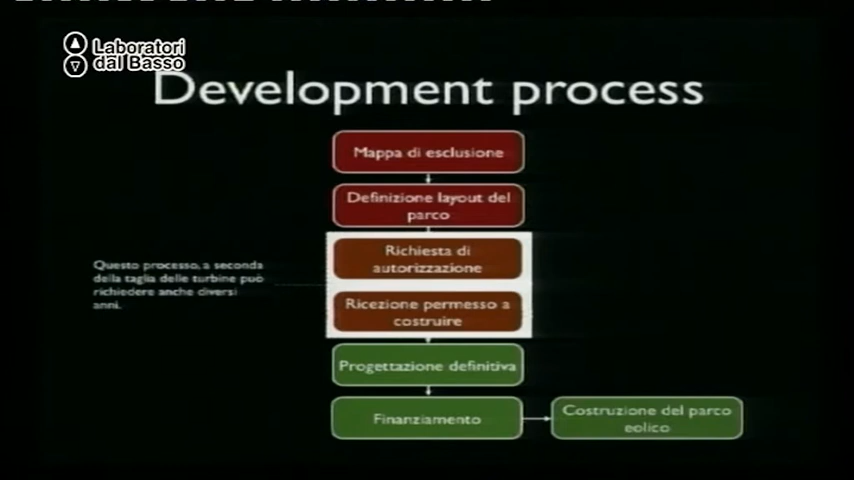 Laboratori
dal Basso
Development process
Mappa di esclusione
Definizione layout del
parco
Richiesta di
autorizzazione
Ricezione permesso a
costruire
Questo processo, a seconda
della taglia delle turbine può
richiedere anche diversi
anni.
Progettazione definitiva
Finanziamento
Costruzione del parco
eolico